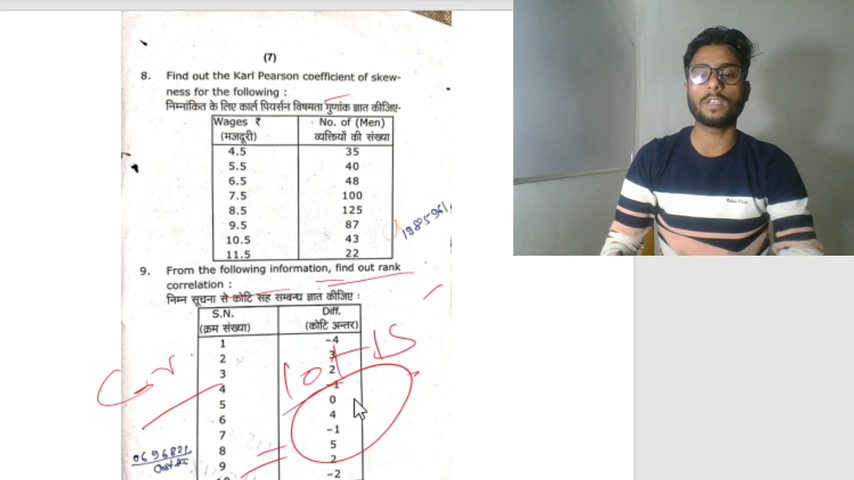 (7)
8. Find out the Karl Pearson coefficient of skew-
ness for the following :
निम्नांकित के लिए कार्ल पियर्सन विषमता गुणांक ज्ञात कीजिए-
Wages ₹ No. of (Men)
(मजदूरी) व्यक्तियों की संख्या
4.5 35
5.5 40
6.5 48
7.5 100
8.5 125
9.5 87
10.5 43
11.5 22
9. From the following information, find out rank
correlation :
निम्न सूचना से कोटि सह सम्बन्ध ज्ञात कीजिए :
S.N. Diff.
(क्रम संख्या) (कोटि अन्तर)
1 -4
2 3
3 2
4 -1
5 0
6 4
7 -1
8 5
9 2
-2
0696821